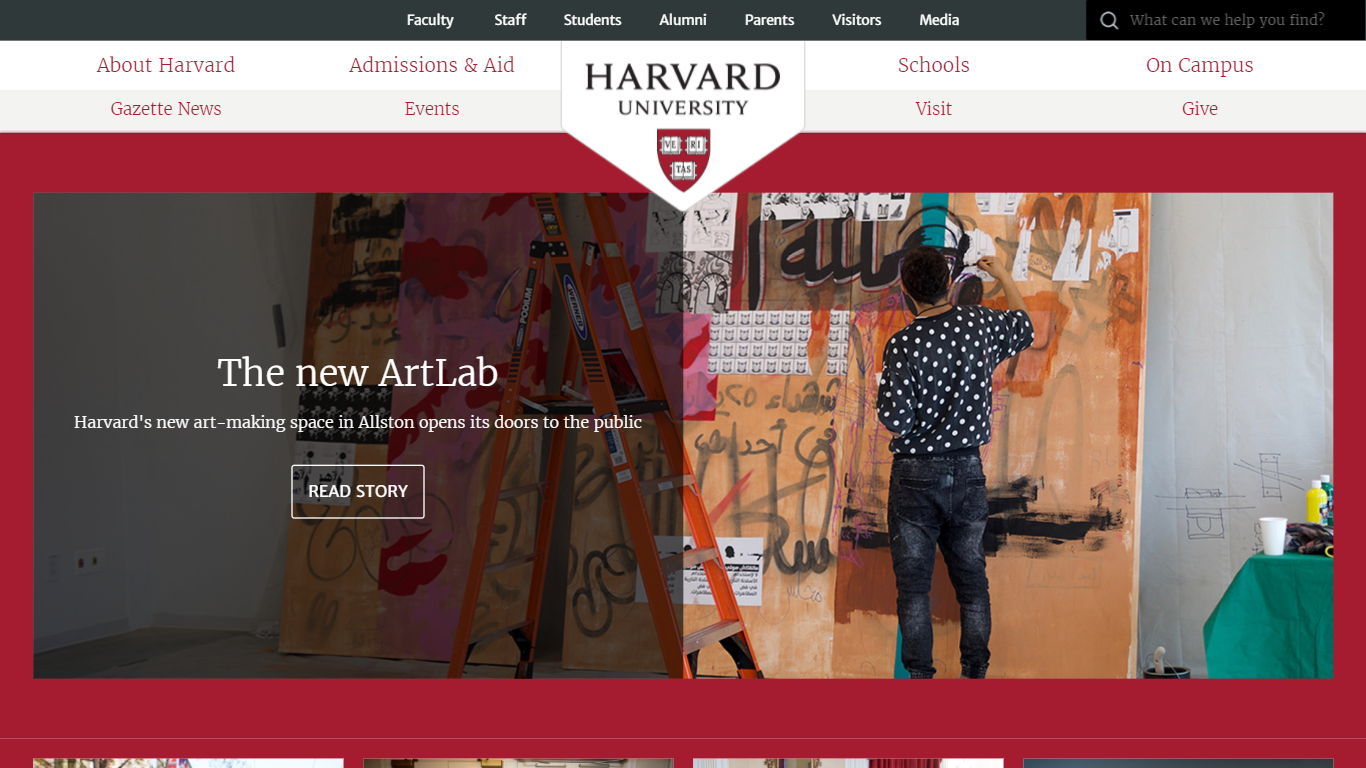 Faculty
Staff
Students
Alumni
Parents
Visitors
Media
What can we help you find?
About Harvard
Admissions & Aid
Schools
On Campus
Gazette News
Events
Visit
Give
HARVARD
UNIVERSITY
VE RI
TAS
The new ArtLab
Harvard's new art-making space in Allston opens its doors to the public
READ STORY
PODIUM
WERNER